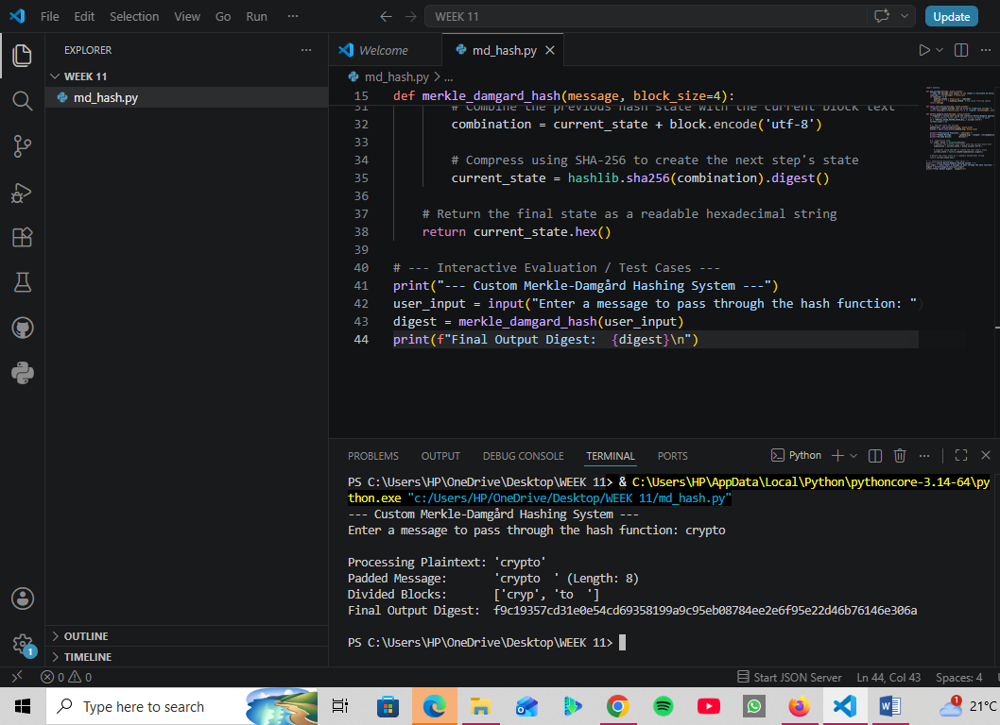 File Edit Selection View Go Run ··· WEEK 11 Update
EXPLORER ···
WEEK 11
md_hash.py
OUTLINE
TIMELINE
Welcome md_hash.py
md_hash.py > ...
15 def merkle_damgard_hash(message, block_size=4):
31 # Combine the previous hash state with the current block text
32 combination = current_state + block.encode('utf-8')
33
34 # Compress using SHA-256 to create the next step's state
35 current_state = hashlib.sha256(combination).digest()
36
37 # Return the final state as a readable hexadecimal string
38 return current_state.hex()
39
40 # --- Interactive Evaluation / Test Cases ---
41 print("--- Custom Merkle-Damgård Hashing System ---")
42 user_input = input("Enter a message to pass through the hash function: ")
43 digest = merkle_damgard_hash(user_input)
44 print(f"Final Output Digest:  {digest}\n")
PROBLEMS OUTPUT DEBUG CONSOLE TERMINAL PORTS Python
PS C:\Users\HP\OneDrive\Desktop\WEEK 11> & C:\Users\HP\AppData\Local\Python\pythoncore-3.14-64\py
thon.exe "c:/Users/HP/OneDrive/Desktop/WEEK 11/md_hash.py"
--- Custom Merkle-Damgård Hashing System ---
Enter a message to pass through the hash function: crypto
Processing Plaintext: 'crypto'
Padded Message:       'crypto  ' (Length: 8)
Divided Blocks:       ['cryp', 'to  ']
Final Output Digest:  f9c19357cd31e0e54cd69358199a9c95eb08784ee2e6f95e22d46b76146e306a
PS C:\Users\HP\OneDrive\Desktop\WEEK 11>
1
0 0 Start JSON Server Ln 44, Col 43 Spaces: 4
Type here to search 1 21°C